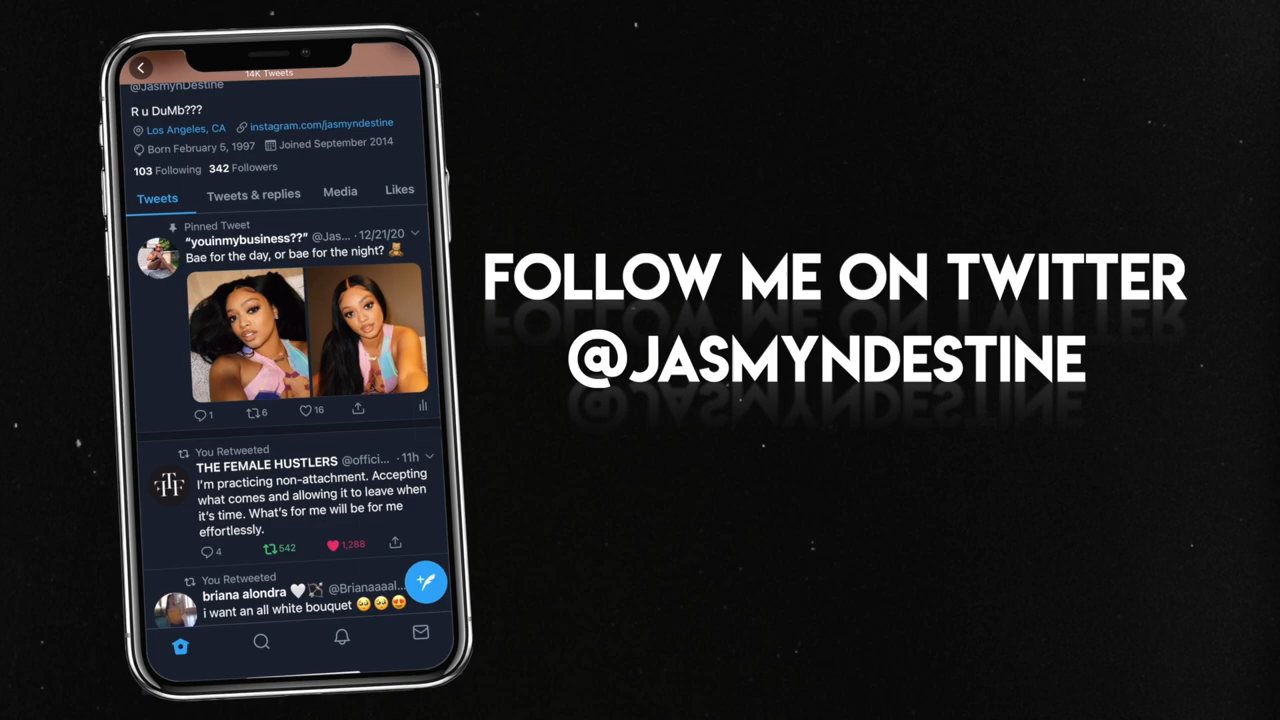 14K Tweets
@JasmynDestine
R u DuMb???
Los Angeles, CA instagram.com/jasmyndestine
Born February 5, 1997 Joined September 2014
103 Following 342 Followers
Tweets Tweets & replies Media Likes
Pinned Tweet
“youinmybusiness??” @Jas... · 12/21/20
Bae for the day, or bae for the night? 🧸
1 6 16
You Retweeted
THE FEMALE HUSTLERS @offici... · 11h
I’m practicing non-attachment. Accepting
what comes and allowing it to leave when
it’s time. What’s for me will be for me
effortlessly.
4 542 1,288
You Retweeted
briana alondra 🤍🏹 @Brianaaaal...
i want an all white bouquet 🥺🥺😍
FOLLOW ME ON TWITTER
@JASMYNDESTINE